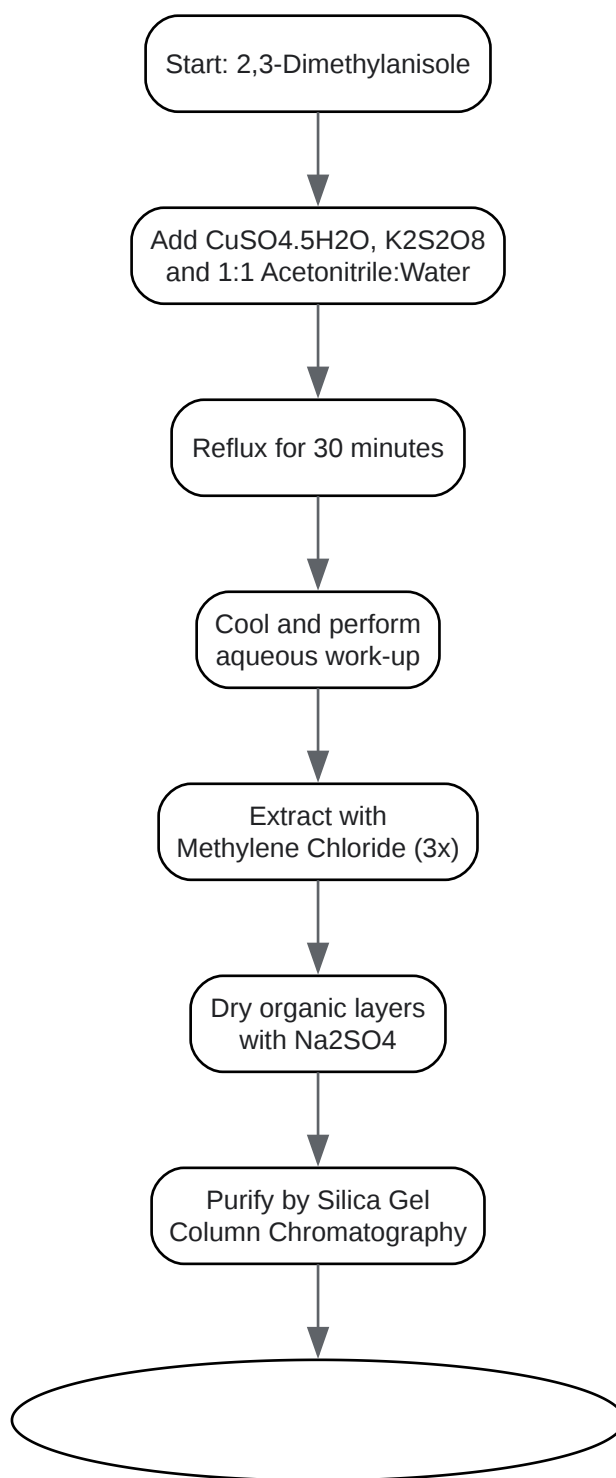 Start: 2,3-Dimethylanisole
Add CuSO4.5H2O, K2S2O8
and 1:1 Acetonitrile:Water
Reflux for 30 minutes
Cool and perform
aqueous work-up
Extract with
Methylene Chloride (3x)
Dry organic layers
with Na2SO4
Purify by Silica Gel
Column Chromatography